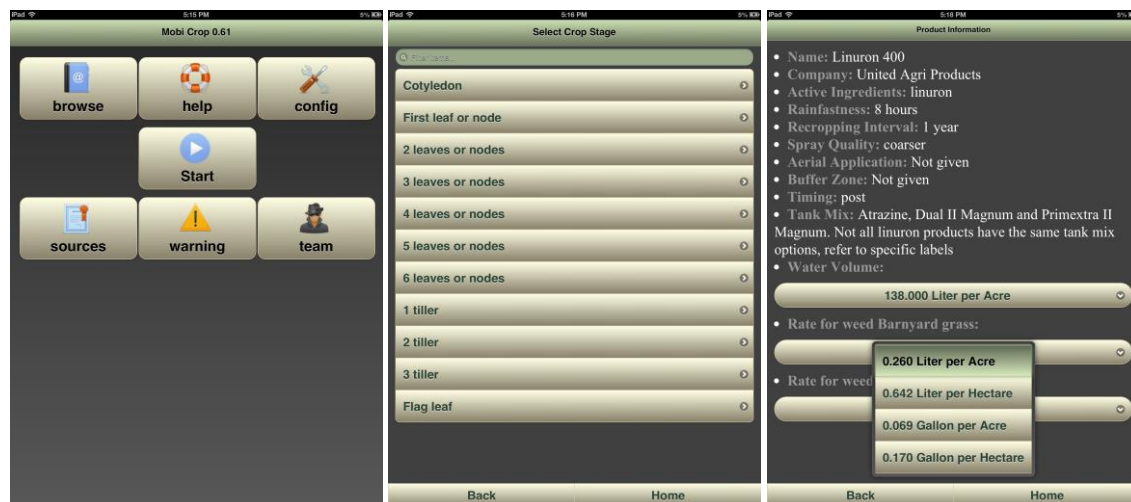 iPad 5:15 PM 5%
Mobi Crop 0.61
browse help config
Start
sources warning team
iPad 5:16 PM 5%
Select Crop Stage
Cotyledon
First leaf or node
2 leaves or nodes
3 leaves or nodes
4 leaves or nodes
5 leaves or nodes
6 leaves or nodes
1 tiller
2 tiller
3 tiller
Flag leaf
Back Home
iPad 5:18 PM 5%
Product Information
• Name: Linuron 400
• Company: United Agri Products
• Active Ingredients: linuron
• Rainfastness: 8 hours
• Recropping Interval: 1 year
• Spray Quality: coarser
• Aerial Application: Not given
• Buffer Zone: Not given
• Timing: post
• Tank Mix: Atrazine, Dual II Magnum and Primextra II
Magnum. Not all linuron products have the same tank mix
options, refer to specific labels
• Water Volume:
138.000 Liter per Acre
• Rate for weed Barnyard grass:
0.260 Liter per Acre
• Rate for weed
0.642 Liter per Hectare
0.069 Gallon per Acre
0.170 Gallon per Hectare
Back Home